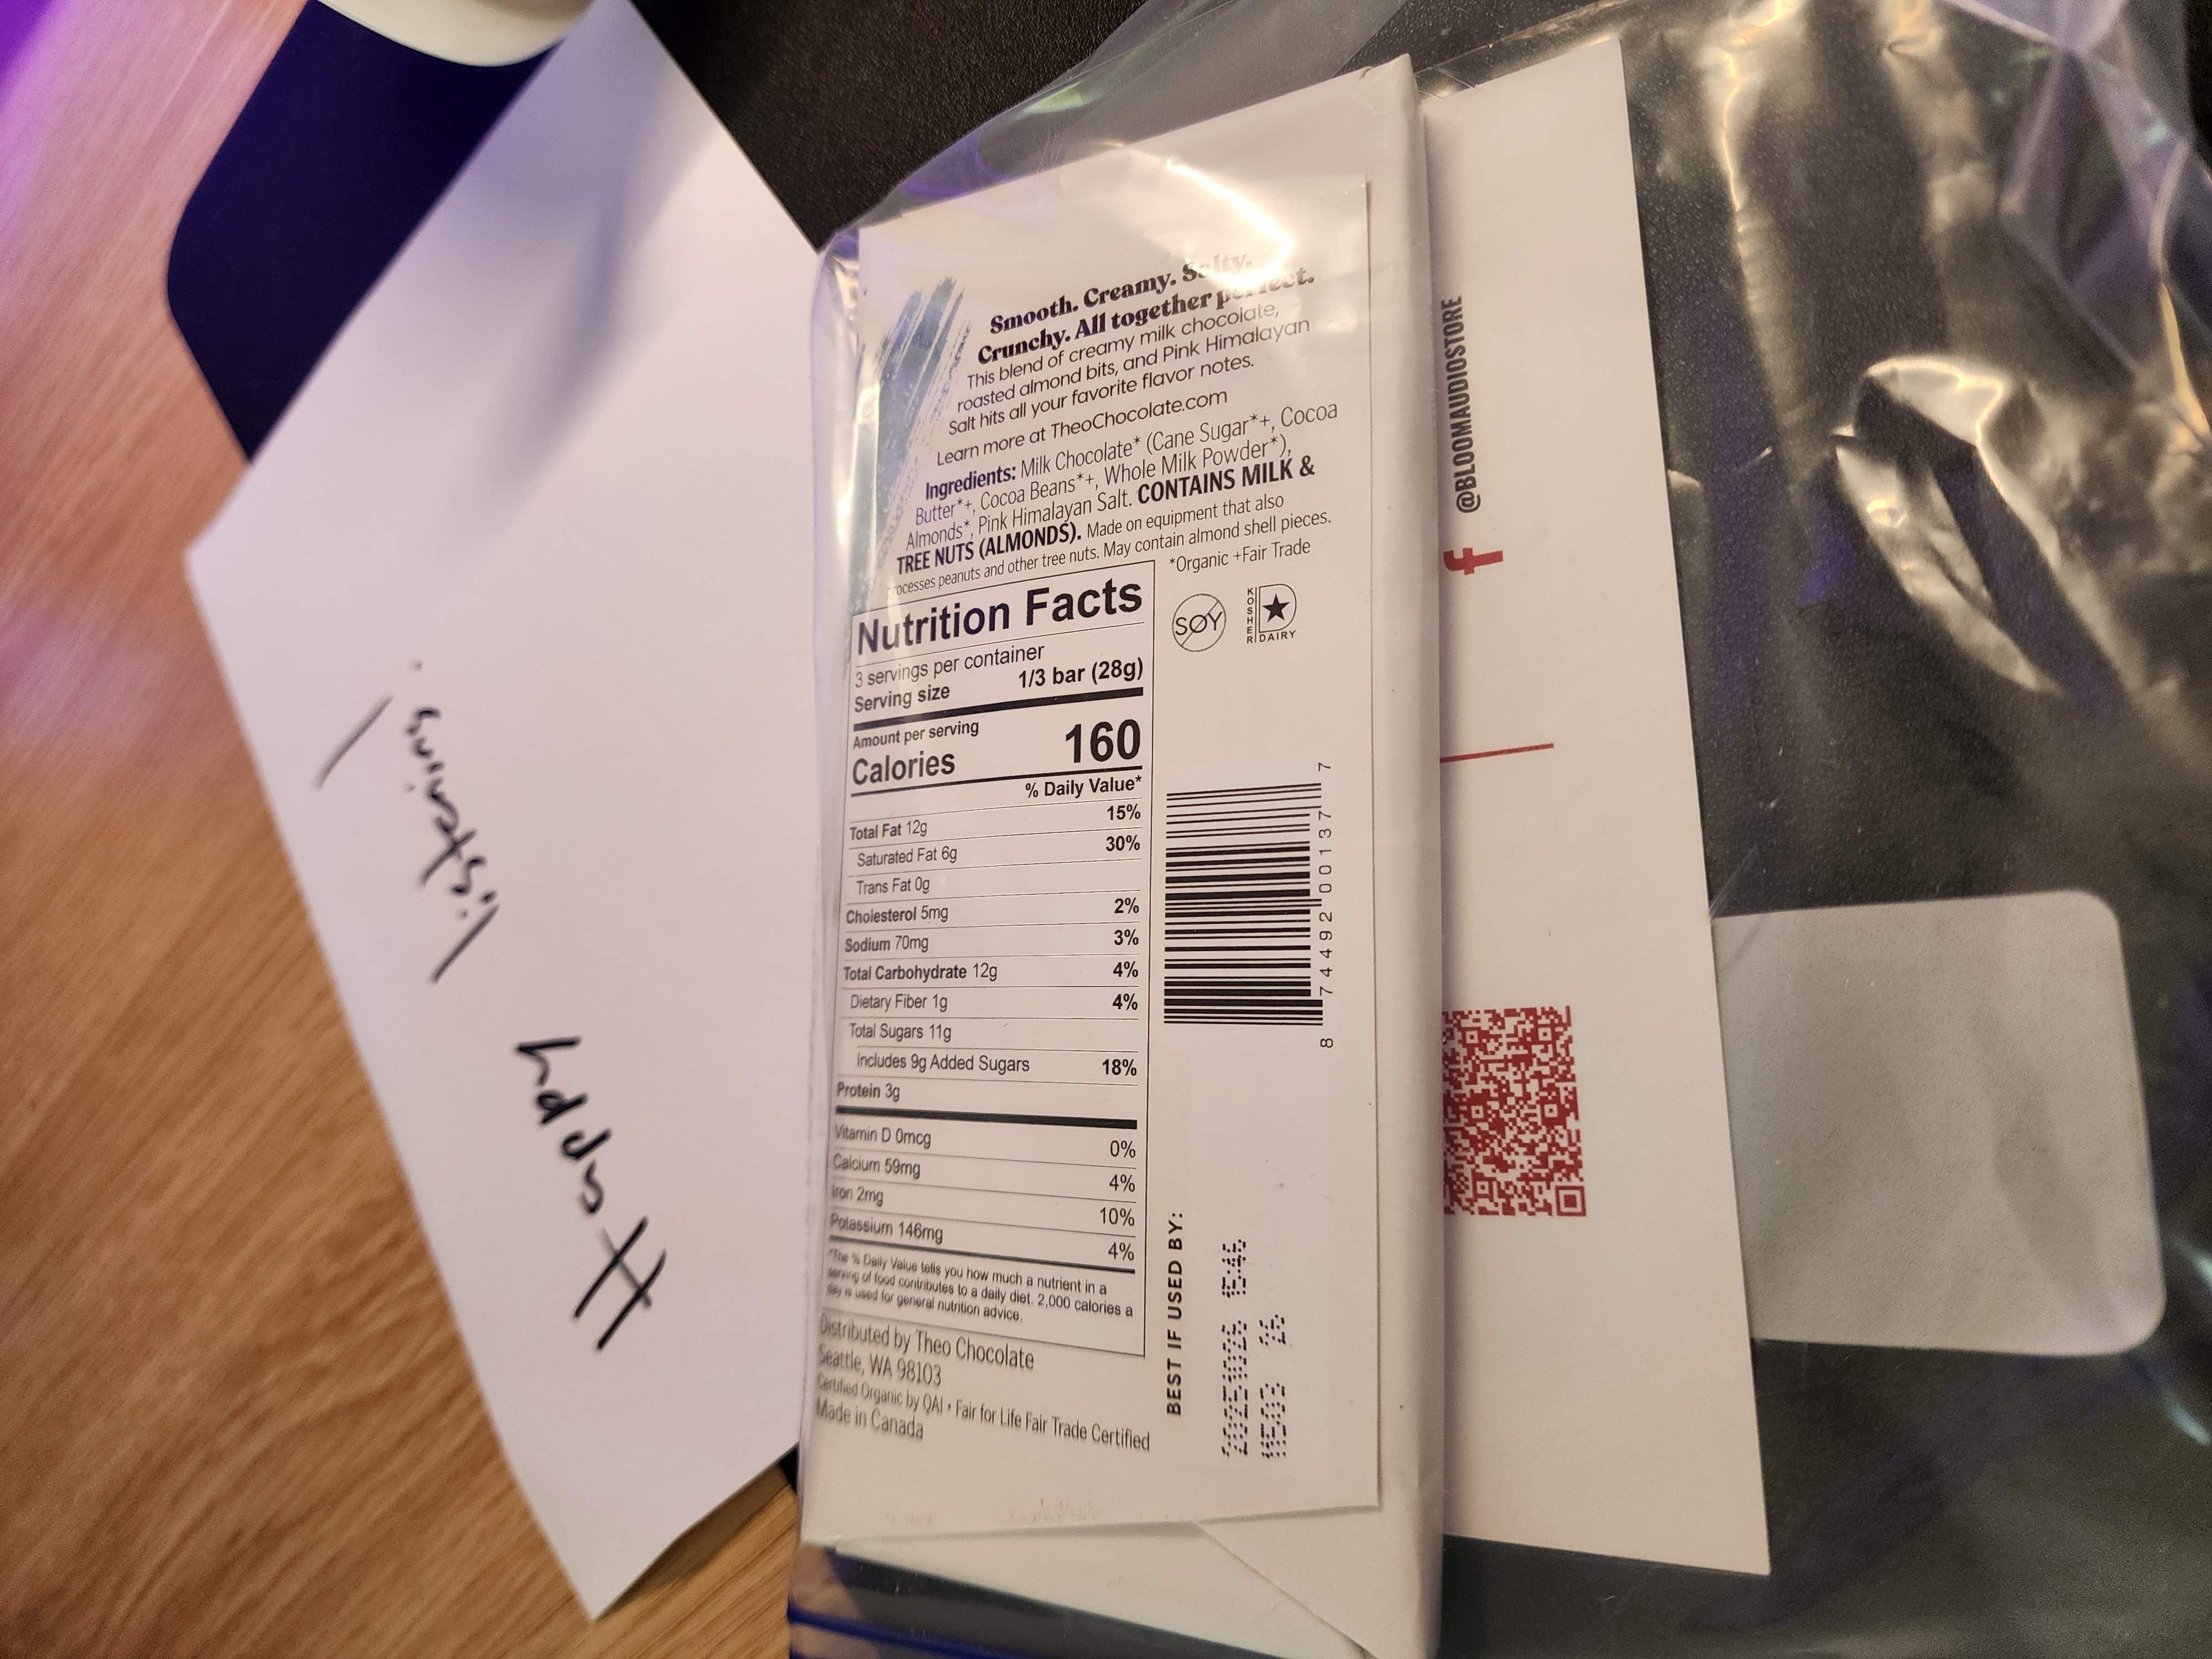 Happy
listening!
Smooth. Creamy. Salty.
Crunchy. All together perfect.
This blend of creamy milk chocolate,
roasted almond bits, and Pink Himalayan
Salt hits all your favorite flavor notes.
Learn more at TheoChocolate.com
Ingredients: Milk Chocolate* (Cane Sugar*+, Cocoa
Butter*+, Cocoa Beans*+, Whole Milk Powder*),
Almonds*, Pink Himalayan Salt. CONTAINS MILK &
TREE NUTS (ALMONDS). Made on equipment that also
processes peanuts and other tree nuts. May contain almond shell pieces.
*Organic +Fair Trade
SOY
KOSHER
D
DAIRY
Nutrition Facts
3 servings per container
Serving size 1/3 bar (28g)
Amount per serving
Calories 160
% Daily Value*
Total Fat 12g 15%
Saturated Fat 6g 30%
Trans Fat 0g
Cholesterol 5mg 2%
Sodium 70mg 3%
Total Carbohydrate 12g 4%
Dietary Fiber 1g 4%
Total Sugars 11g
Includes 9g Added Sugars 18%
Protein 3g
Vitamin D 0mcg 0%
Calcium 59mg 4%
Iron 2mg 10%
Potassium 146mg 4%
*The % Daily Value tells you how much a nutrient in a
serving of food contributes to a daily diet. 2,000 calories a
day is used for general nutrition advice.
Distributed by Theo Chocolate
Seattle, WA 98103
Certified Organic by QAI • Fair for Life Fair Trade Certified
Made in Canada
8 74492 00137 7
BEST IF USED BY:
f
@BLOOMAUDIOSTORE